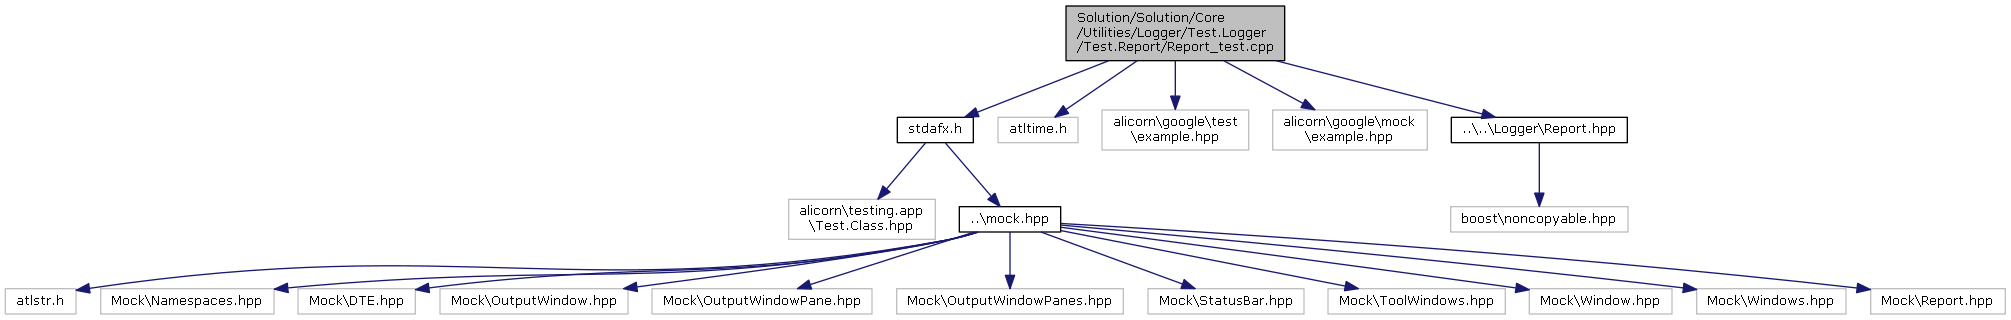 Solution/Solution/Core
/Utilities/Logger/Test.Logger
/Test.Report/Report_test.cpp
stdafx.h
atltime.h
alicorn\google\test
\example.hpp
alicorn\google\mock
\example.hpp
..\..\Logger\Report.hpp
alicorn\testing.app
\Test.Class.hpp
..\mock.hpp
boost\noncopyable.hpp
atlstr.h
Mock\Namespaces.hpp
Mock\DTE.hpp
Mock\OutputWindow.hpp
Mock\OutputWindowPane.hpp
Mock\OutputWindowPanes.hpp
Mock\StatusBar.hpp
Mock\ToolWindows.hpp
Mock\Window.hpp
Mock\Windows.hpp
Mock\Report.hpp